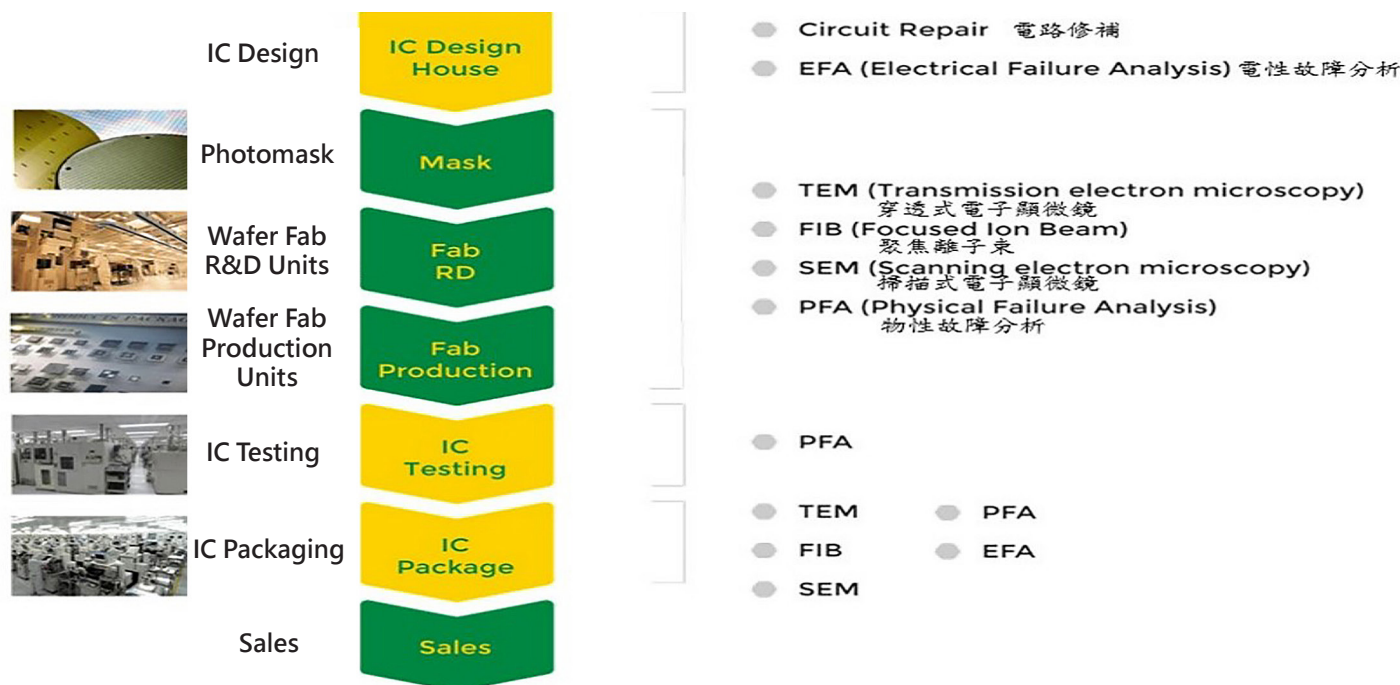 IC Design
IC Design
House
Circuit Repair 電路修補
EFA (Electrical Failure Analysis) 電性故障分析
Photomask
Mask
Wafer Fab
R&D Units
Fab
RD
TEM (Transmission electron microscopy)
穿透式電子顯微鏡
FIB (Focused Ion Beam)
聚焦離子束
SEM (Scanning electron microscopy)
掃描式電子顯微鏡
PFA (Physical Failure Analysis)
物性故障分析
Wafer Fab
Production
Units
Fab
Production
IC Testing
IC
Testing
PFA
IC Packaging
IC
Package
TEM
PFA
FIB
EFA
SEM
Sales
Sales